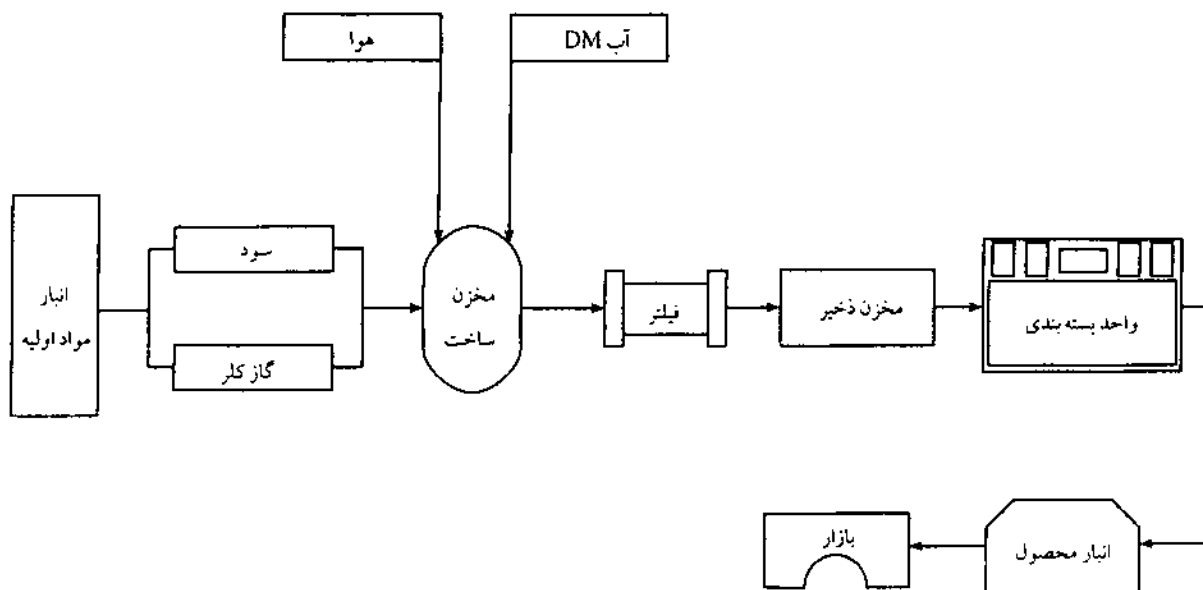 هوا
آب DM
انبار
مواد اولیه
سود
گاز کلر
مخزن
ساخت
فیلتر
مخزن ذخیر
واحد بسته بندی
انبار محصول
بازار